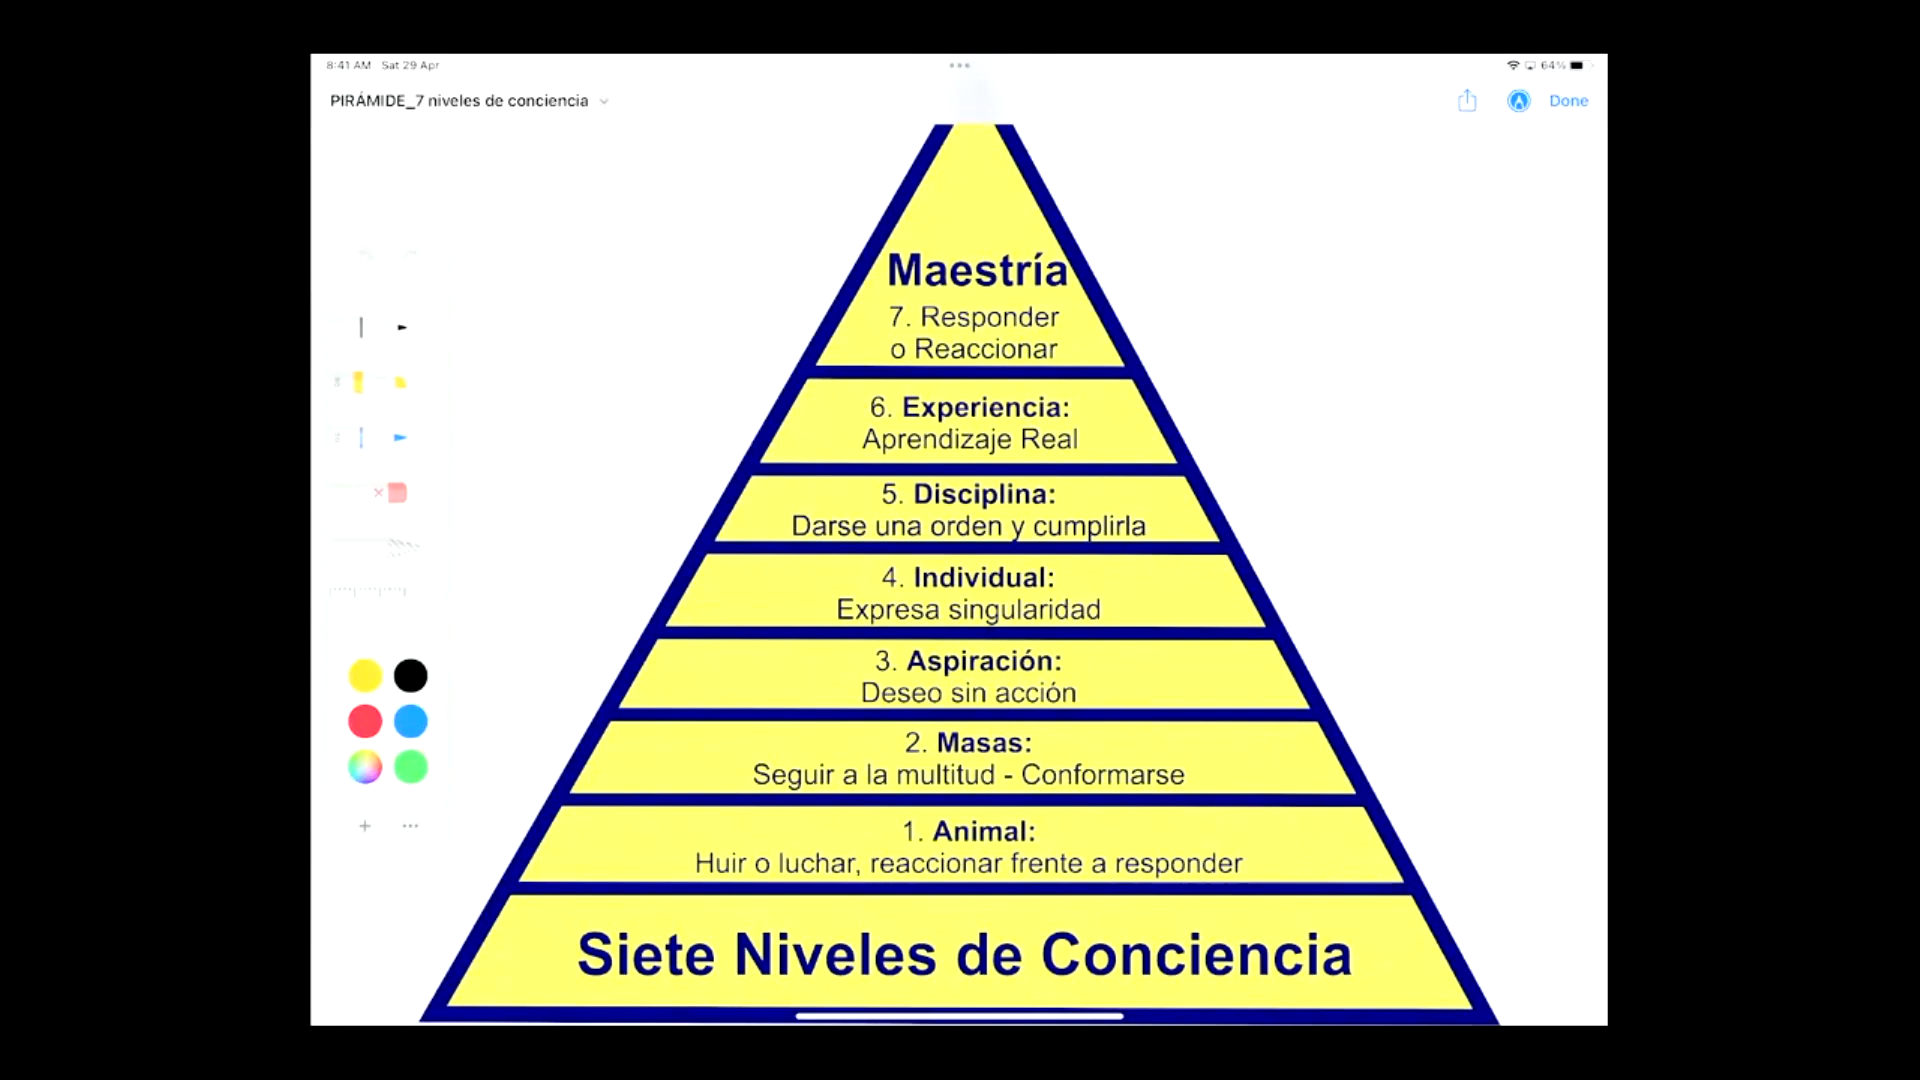 8:41 AM Sat 29 Apr
64%
PIRÁMIDE_7 niveles de conciencia
Done
Maestría
7. Responder
o Reaccionar
6. Experiencia:
Aprendizaje Real
5. Disciplina:
Darse una orden y cumplirla
4. Individual:
Expresa singularidad
3. Aspiración:
Deseo sin acción
2. Masas:
Seguir a la multitud - Conformarse
1. Animal:
Huir o luchar, reaccionar frente a responder
Siete Niveles de Conciencia